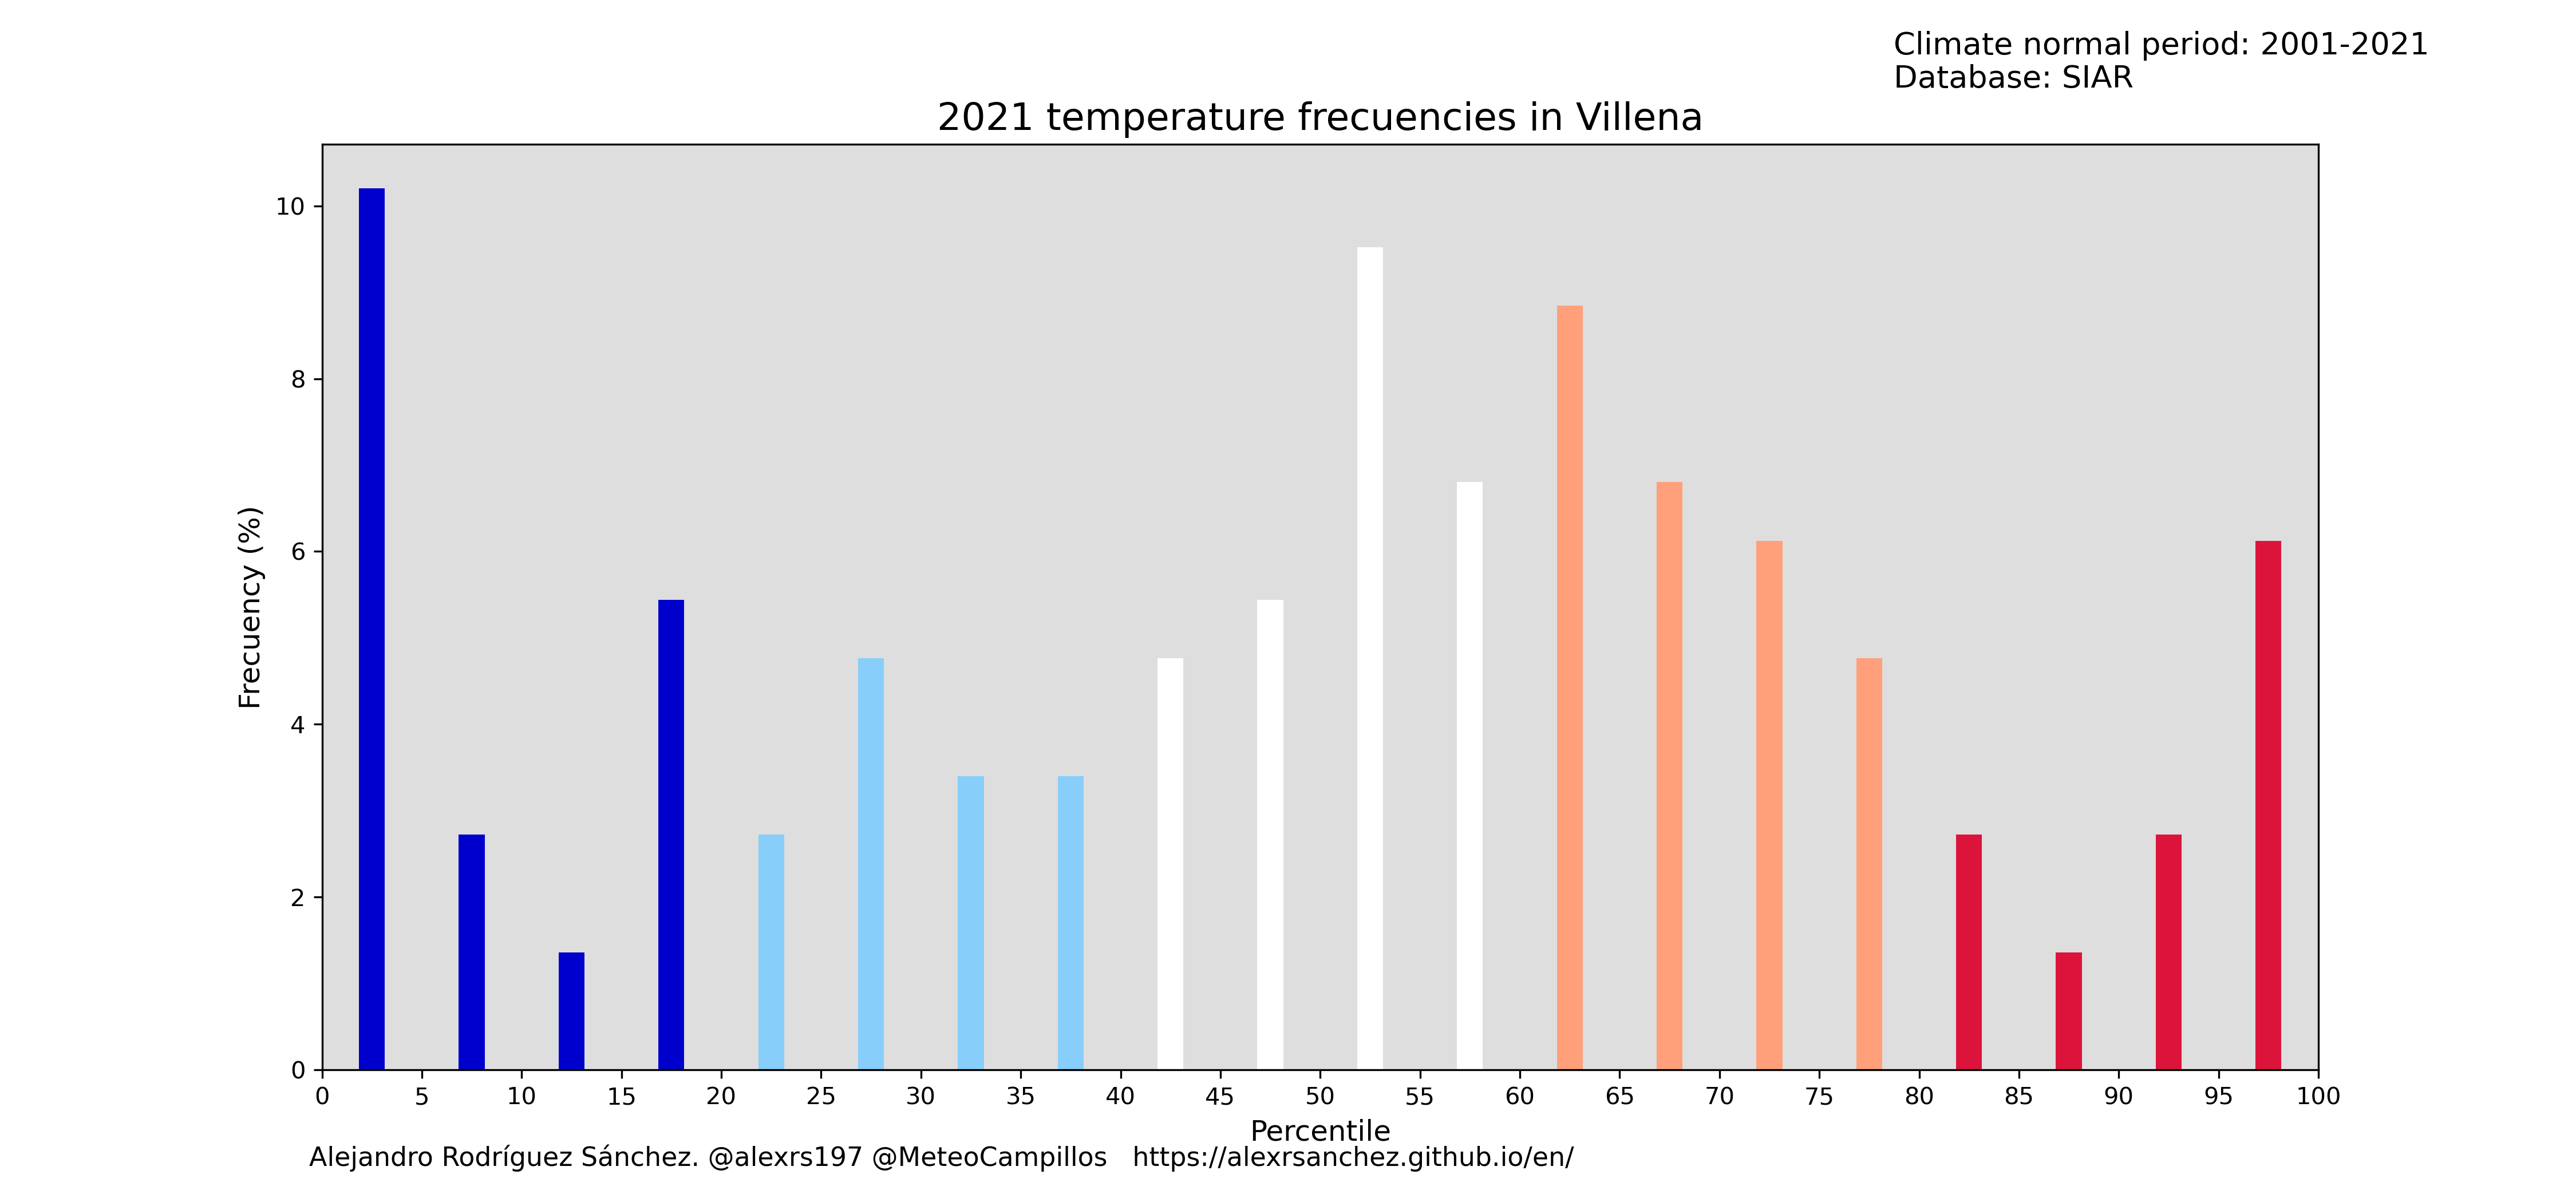 Climate normal period: 2001-2021
Database: SIAR
2021 temperature frecuencies in Villena
10
8
6
4
2
0
Frecuency (%)
0 5 10 15 20 25 30 35 40 45 50 55 60 65 70 75 80 85 90 95 100
Percentile
Alejandro Rodríguez Sánchez. @alexrs197 @MeteoCampillos https://alexrsanchez.github.io/en/